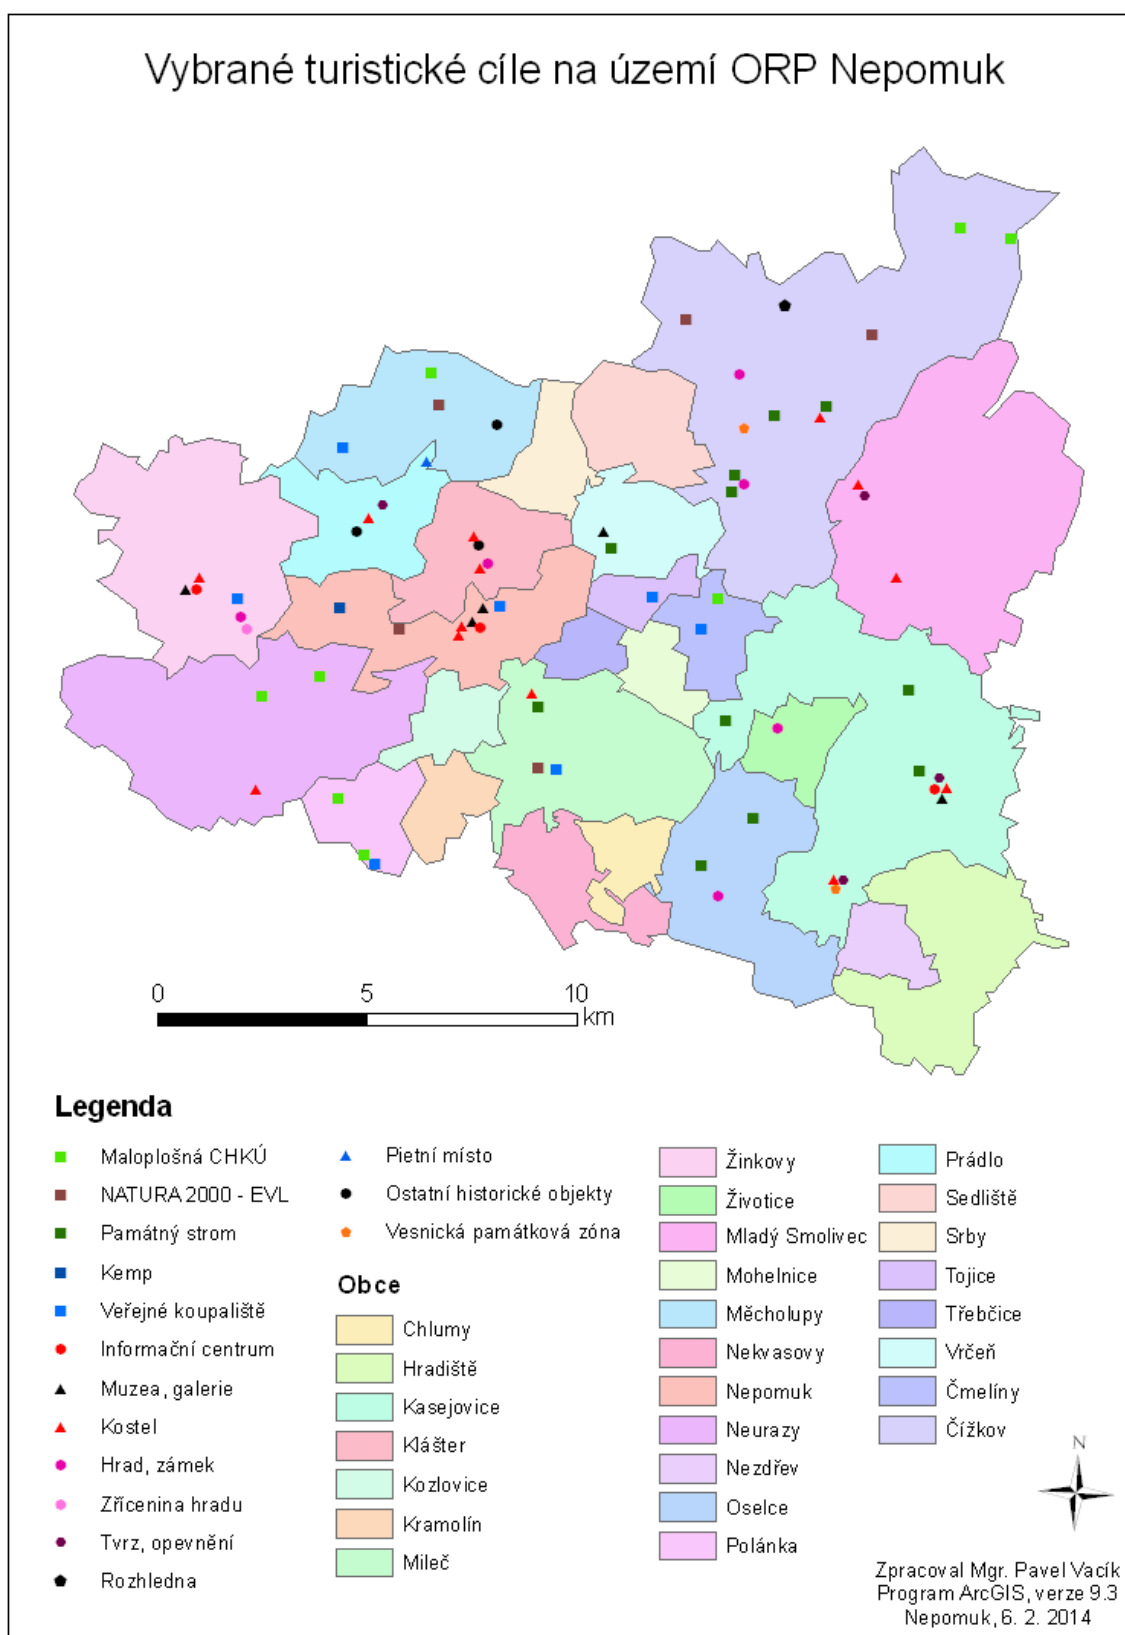 Vybrané turistické cíle na území ORP Nepomuk
0 5 10
km
Legenda
Maloplošná CHKÚ
NATURA 2000 - EVL
Památný strom
Kemp
Veřejné koupaliště
Informační centrum
Muzea, galerie
Kostel
Hrad, zámek
Zřícenina hradu
Tvrz, opevnění
Rozhledna
Pietní místo
Ostatní historické objekty
Vesnická památková zóna
Obce
Chlumy
Hradiště
Kasejovice
Klášter
Kozlovice
Kramolín
Mileč
Žinkovy
Životice
Mladý Smolivec
Mohelnice
Měcholupy
Nekvasovy
Nepomuk
Neurazy
Nezdřev
Oselce
Polánka
Prádlo
Sedliště
Srby
Tojice
Třebčice
Vrčeň
Čmelíny
Čížkov
N
Zpracoval Mgr. Pavel Vacík
Program ArcGIS, verze 9.3
Nepomuk, 6. 2. 2014